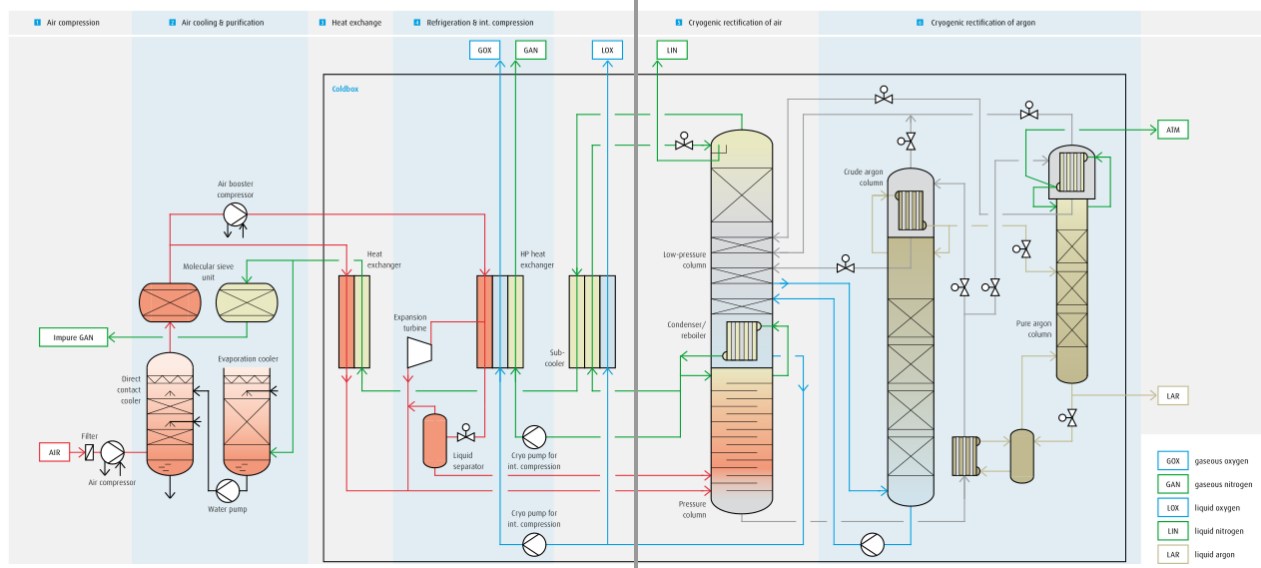 1 Air compression
2 Air cooling & purification
3 Heat exchange
4 Refrigeration & int. compression
5 Cryogenic rectification of air
6 Cryogenic rectification of argon
GOX
GAN
LOX
LIN
Coldbox
ATM
Air booster
compressor
Crude argon
column
Molecular sieve
unit
Heat
exchanger
HP heat
exchanger
Low-pressure
column
Impure GAN
Expansion
turbine
Condenser/
reboiler
Pure argon
column
Evaporation cooler
Sub-
cooler
Direct
contact
cooler
LAR
Filter
AIR
Air compressor
Liquid
separator
Cryo pump for
int. compression
Water pump
Pressure
column
Cryo pump for
int. compression
GOX gaseous oxygen
GAN gaseous nitrogen
LOX liquid oxygen
LIN liquid nitrogen
LAR liquid argon